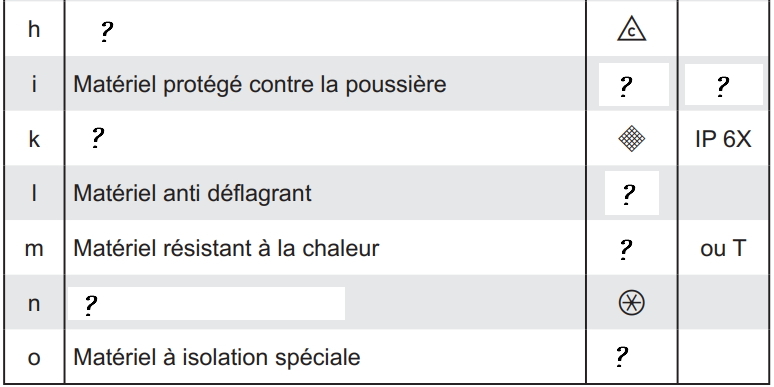 h ?
i Matériel protégé contre la poussière ? ?
k ? IP 6X
l Matériel anti déflagrant ?
m Matériel résistant à la chaleur ? ou T
n ?
o Matériel à isolation spéciale ?